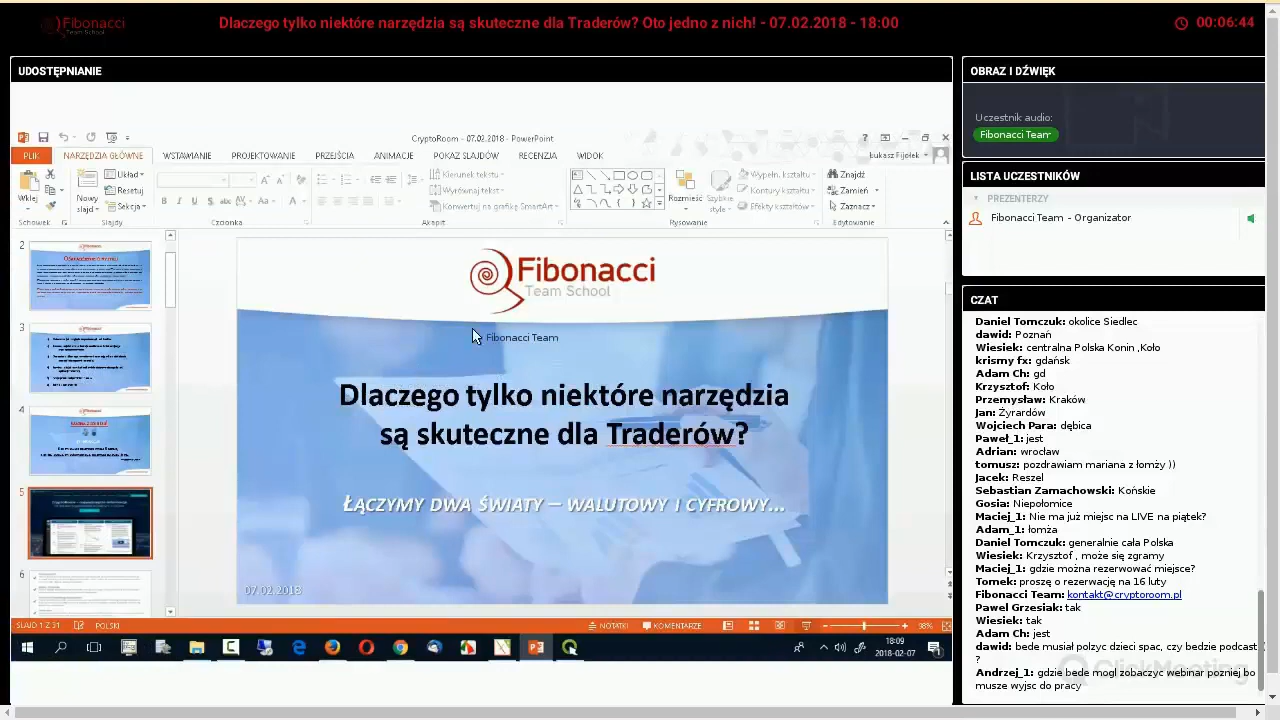 Fibonacci
Team School
Dlaczego tylko niektóre narzędzia są skuteczne dla Traderów? Oto jedno z nich! - 07.02.2018 - 18:00
00:06:44
UDOSTĘPNIANIE
CryptoRoom - 07.02.2018 - PowerPoint
PLIK NARZĘDZIA GŁÓWNE WSTAWIANIE PROJEKTOWANIE PRZEJŚCIA ANIMACJE POKAZ SLAJDÓW RECENZJA WIDOK
Łukasz Fijołek
Wklej
Nowy slajd
Układ
Resetuj
Sekcja
Kierunek tekstu
Wyrównaj tekst
Konwertuj na grafikę SmartArt
Rozmieść
Szybkie style
Wypełn. kształtu
Kontury kształtu
Efekty kształtów
Znajdź
Zamień
Zaznacz
Schowek Slajdy Czcionka Akapit Rysowanie Edytowanie
2
3
4
5
6
Fibonacci
Team School
Fibonacci Team
Dlaczego tylko niektóre narzędzia
są skuteczne dla Traderów?
ŁĄCZYMY DWA ŚWIATY – WALUTOWY I CYFROWY...
07.02.2018
SLAJD 1 Z 31 POLSKI NOTATKI KOMENTARZE 98%
18:09
2018-02-07
OBRAZ I DŹWIĘK
Uczestnik audio:
Fibonacci Team
LISTA UCZESTNIKÓW
PREZENTERZY
Fibonacci Team - Organizator
CZAT
Daniel Tomczuk: okolice Siedlec
dawid: Poznań
Wiesiek: centralna Polska Konin ,Koło
krismy fx: gdańsk
Adam Ch: gd
Krzysztof: Koło
Przemysław: Kraków
Jan: Żyrardów
Wojciech Para: dębica
Paweł_1: jest
Adrian: wrocław
tomusz: pozdrawiam mariana z łomży ))
Jacek: Reszel
Sebastian Zamachowski: Końskie
Gosia: Niepołomice
Maciej_1: Nie ma już miejsc na LIVE na piątek?
Adam_1: łomża
Daniel Tomczuk: generalnie cała Polska
Wiesiek: Krzysztof , może się zgramy
Maciej_1: gdzie można rezerwować miejsce?
Tomek: proszę o rezerwację na 16 luty
Fibonacci Team: kontakt@cryptoroom.pl
Pawel Grzesiak: tak
Wiesiek: tak
Adam Ch: jest
dawid: bede musiał polzyc dzieci spac, czy bedzie podcast
?
Andrzej_1: gdzie bede mogl zobaczyc webinar pozniej bo
musze wyjsc do pracy
ClickMeeting